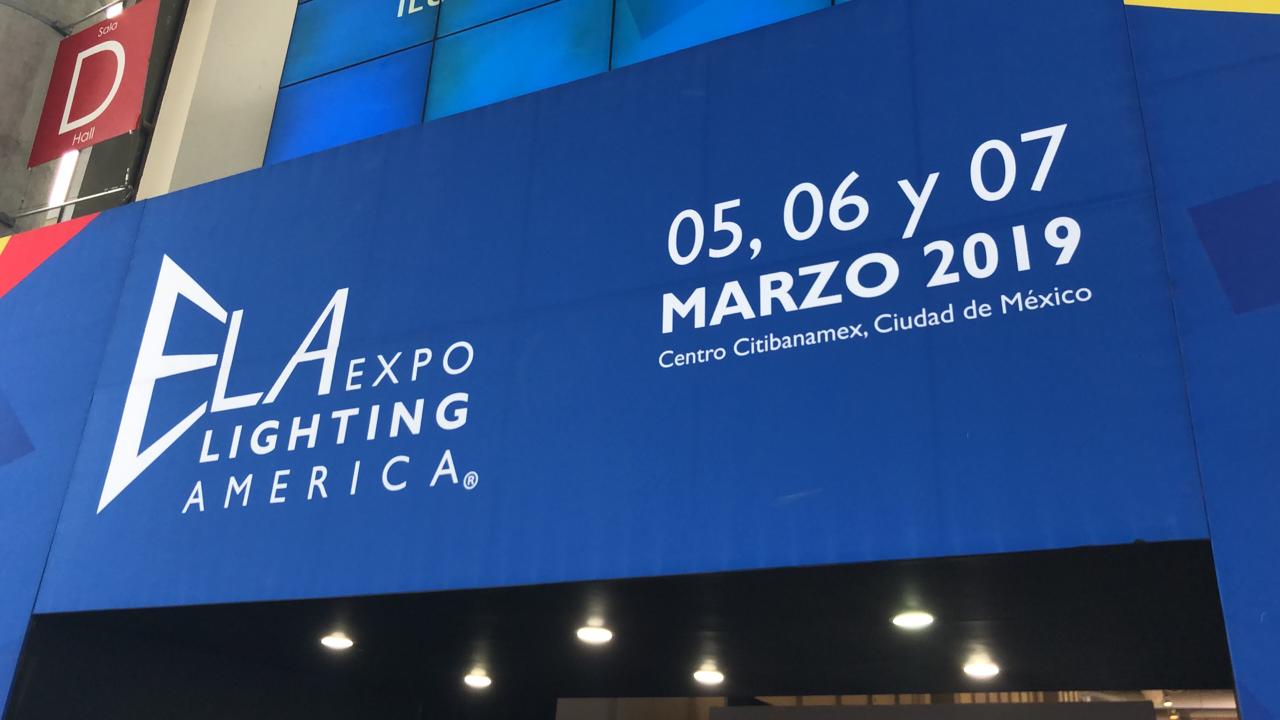 Sala
D
Hall
05, 06 y 07
MARZO 2019
Centro Citibanamex, Ciudad de México
ELA EXPO
LIGHTING
AMERICA®